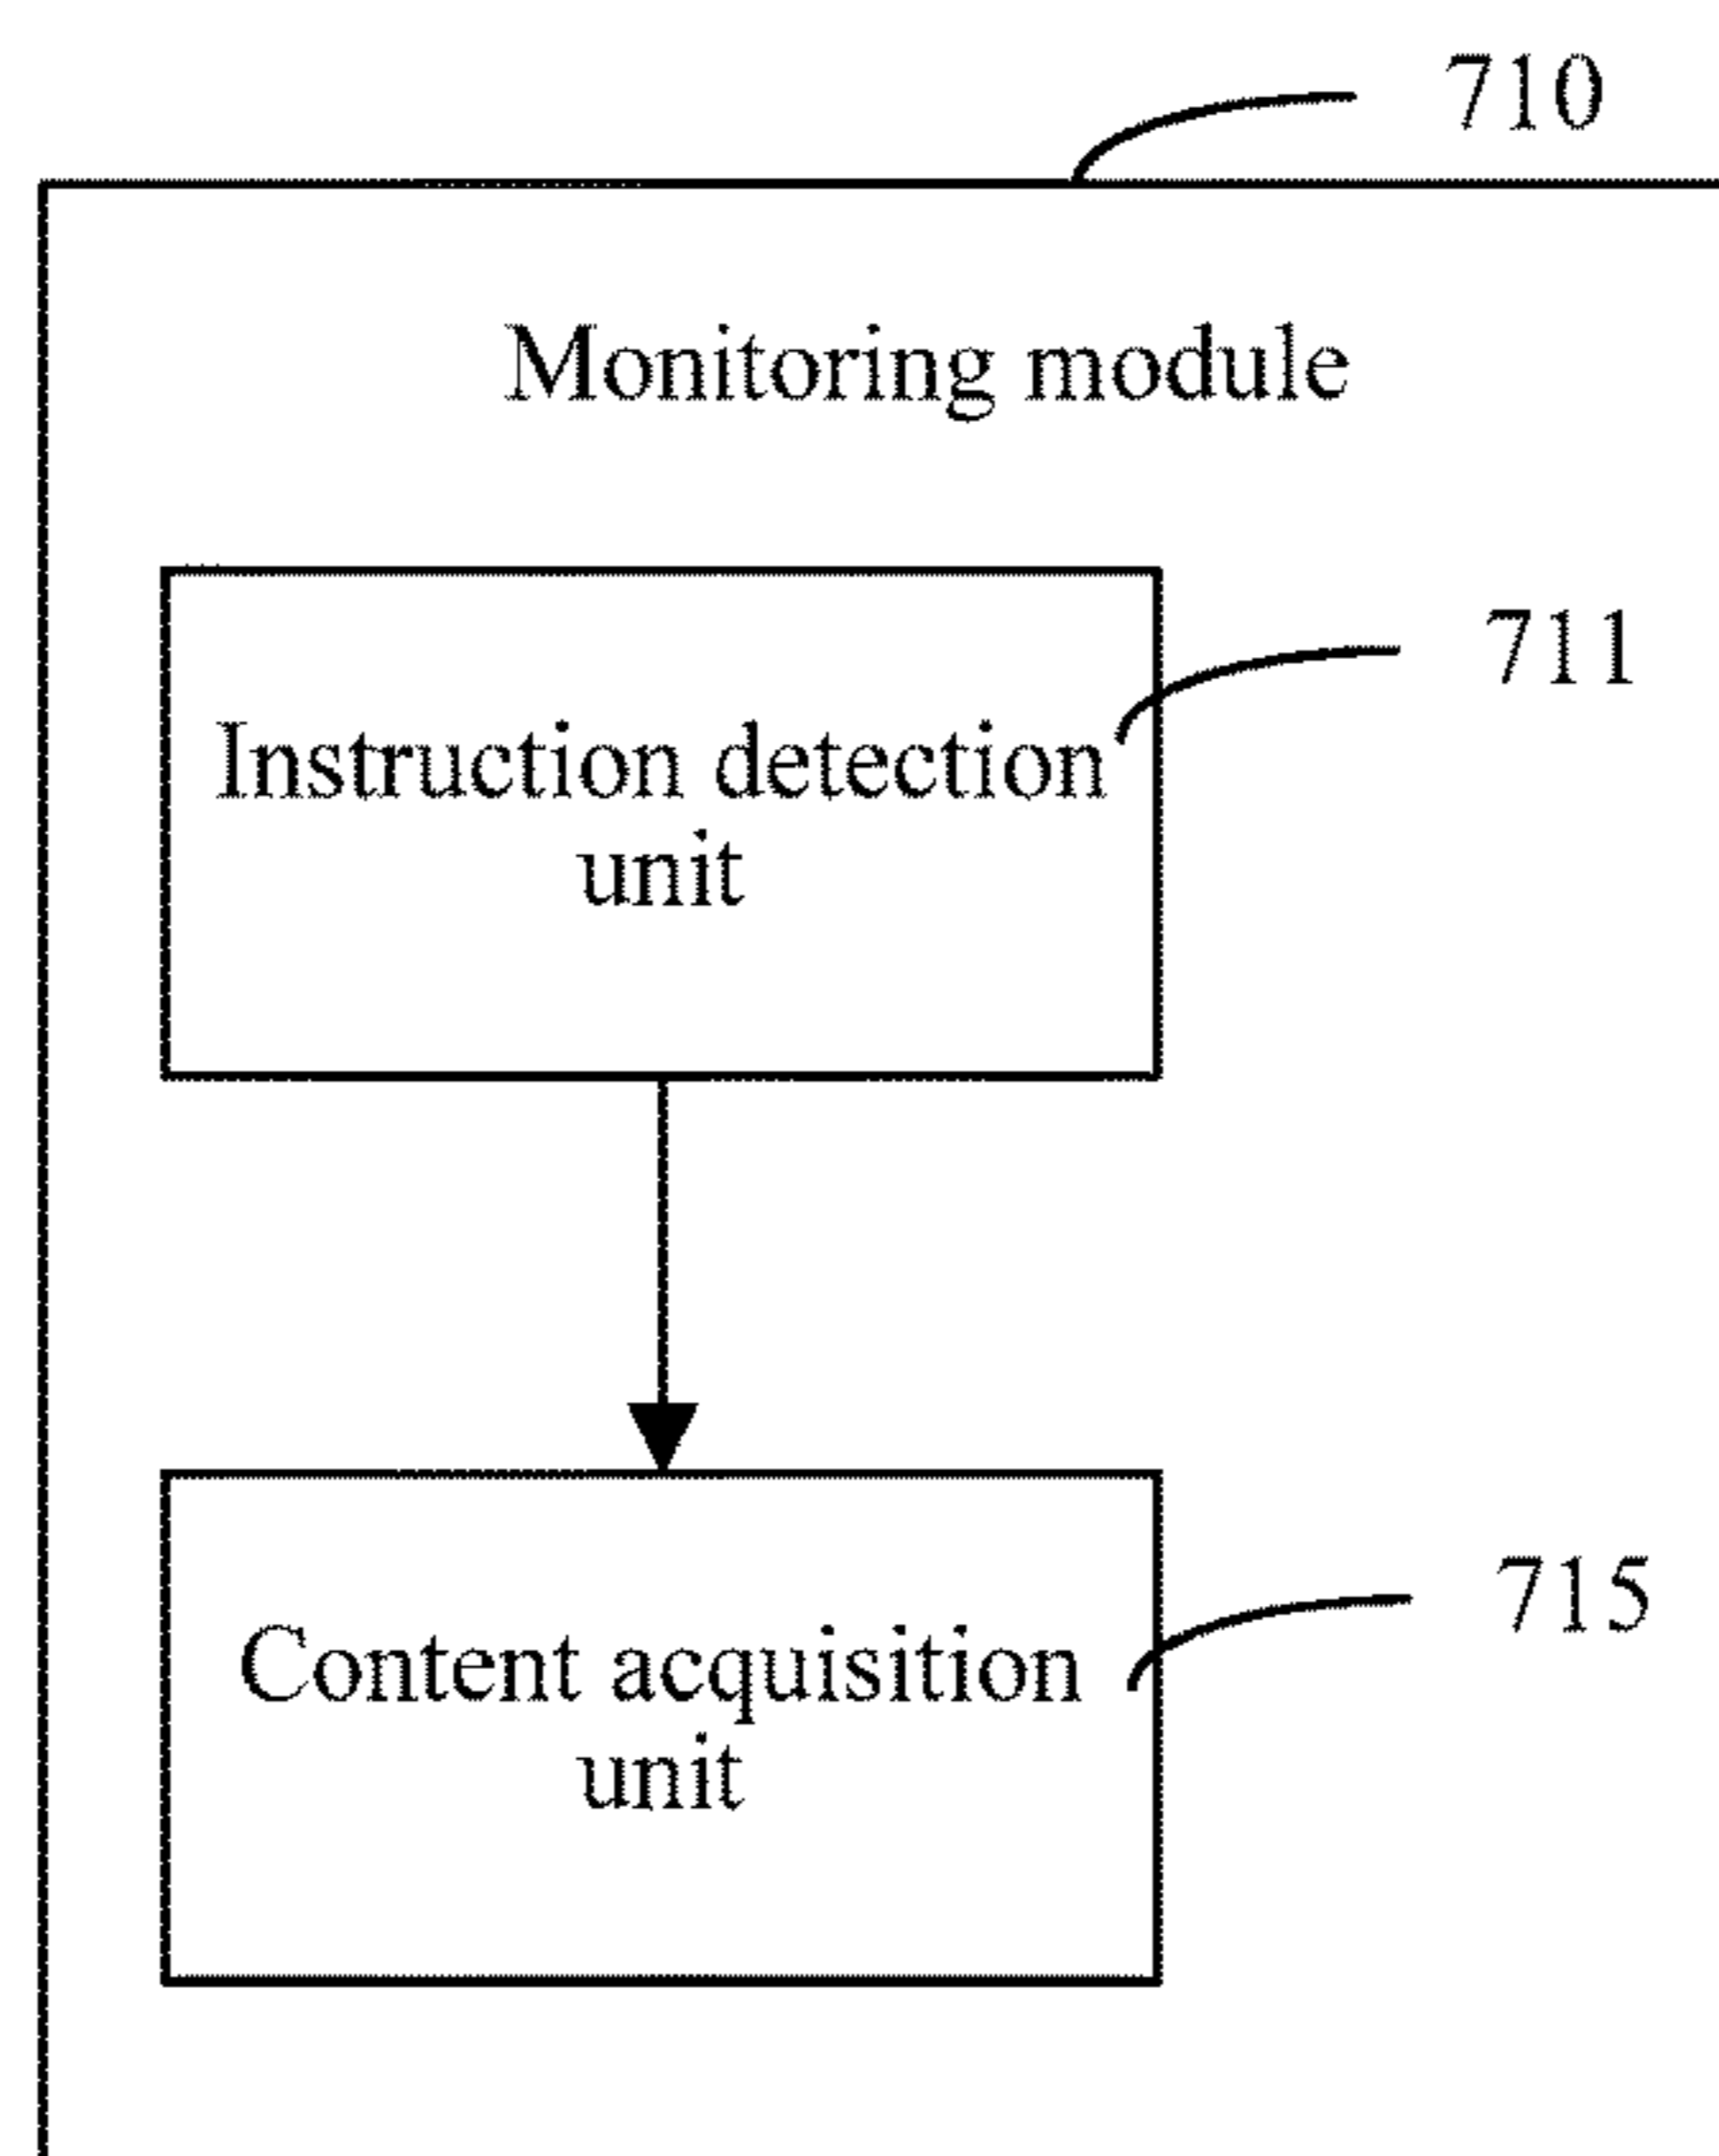 710
Monitoring module
711
Instruction detection
unit
715
Content acquisition
unit